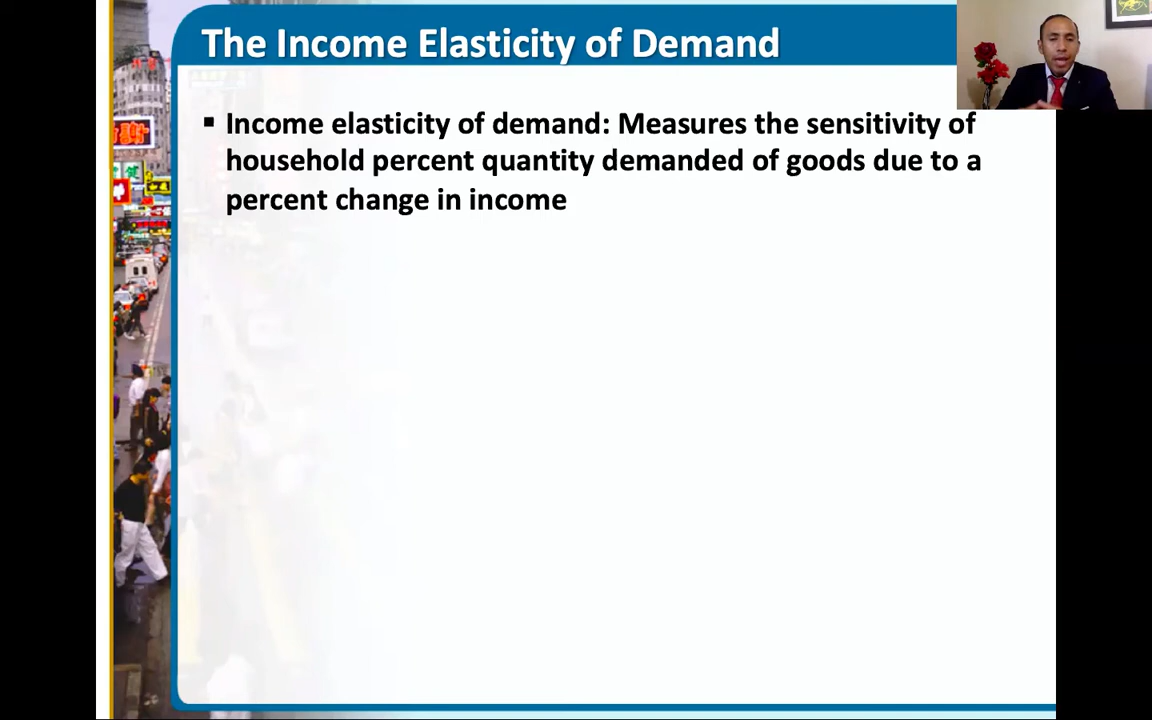 The Income Elasticity of Demand
▪ Income elasticity of demand: Measures the sensitivity of
household percent quantity demanded of goods due to a
percent change in income